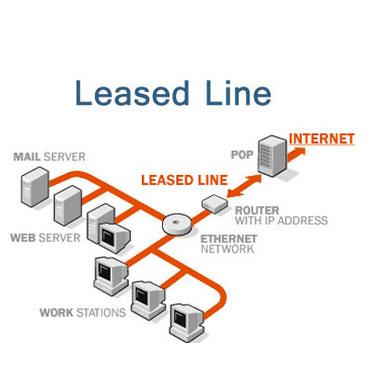 Leased Line
INTERNET
MAIL SERVER
POP
LEASED LINE
ROUTER
WITH IP ADDRESS
WEB SERVER
ETHERNET
NETWORK
WORK STATIONS